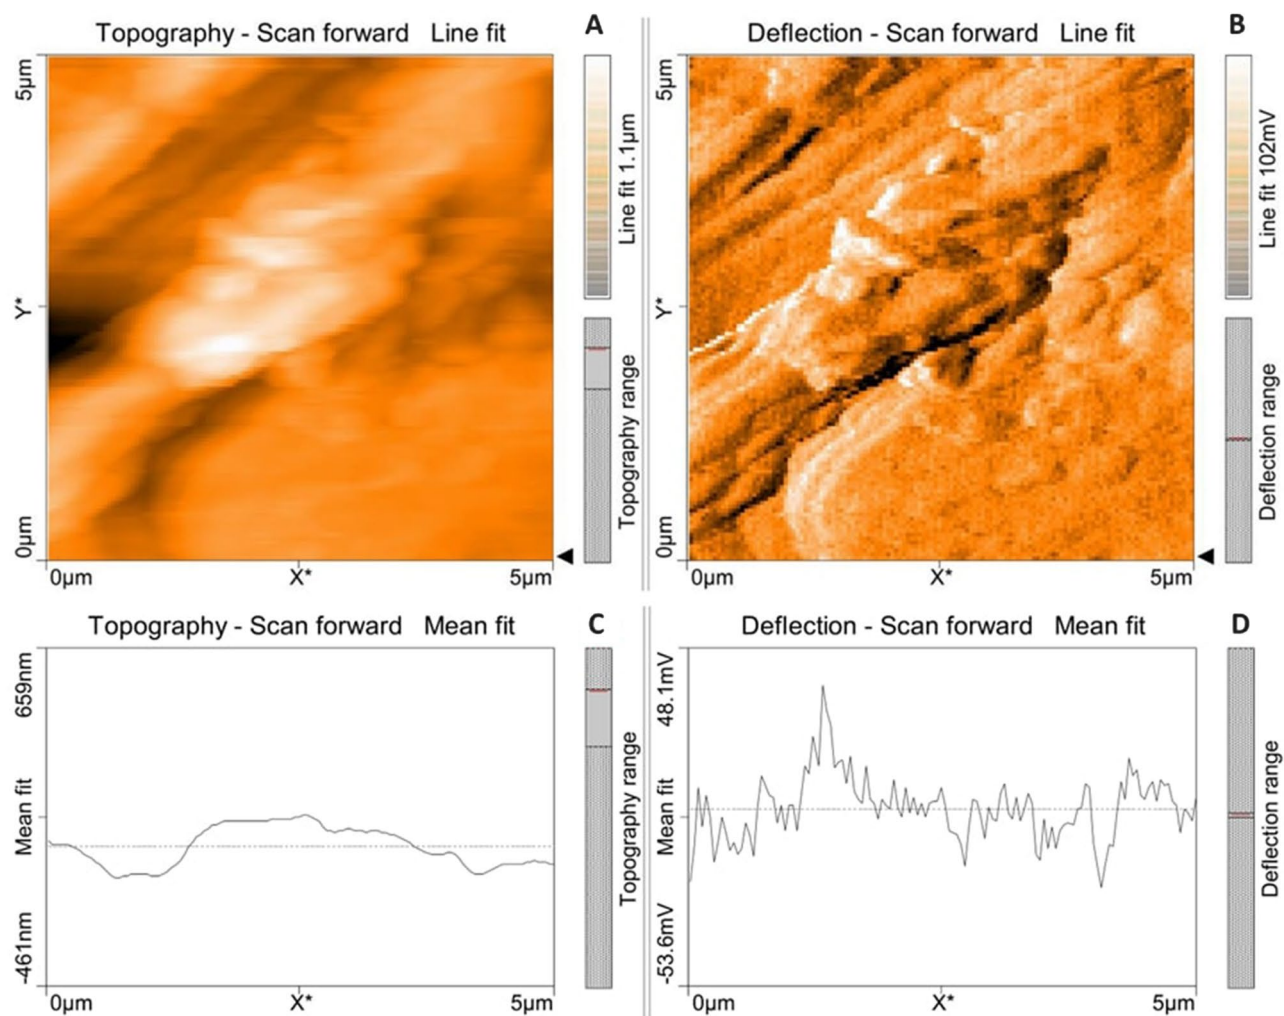 Topography - Scan forward Line fit A
5µm
Y*
0µm
0µm X* 5µm
Line fit 1.1µm
Topography range
Deflection - Scan forward Line fit B
5µm
Y*
0µm
0µm X* 5µm
Line fit 102mV
Deflection range
Topography - Scan forward Mean fit C
659nm
Mean fit
-461nm
0µm X* 5µm
Topography range
Deflection - Scan forward Mean fit D
48.1mV
Mean fit
-53.6mV
0µm X* 5µm
Deflection range